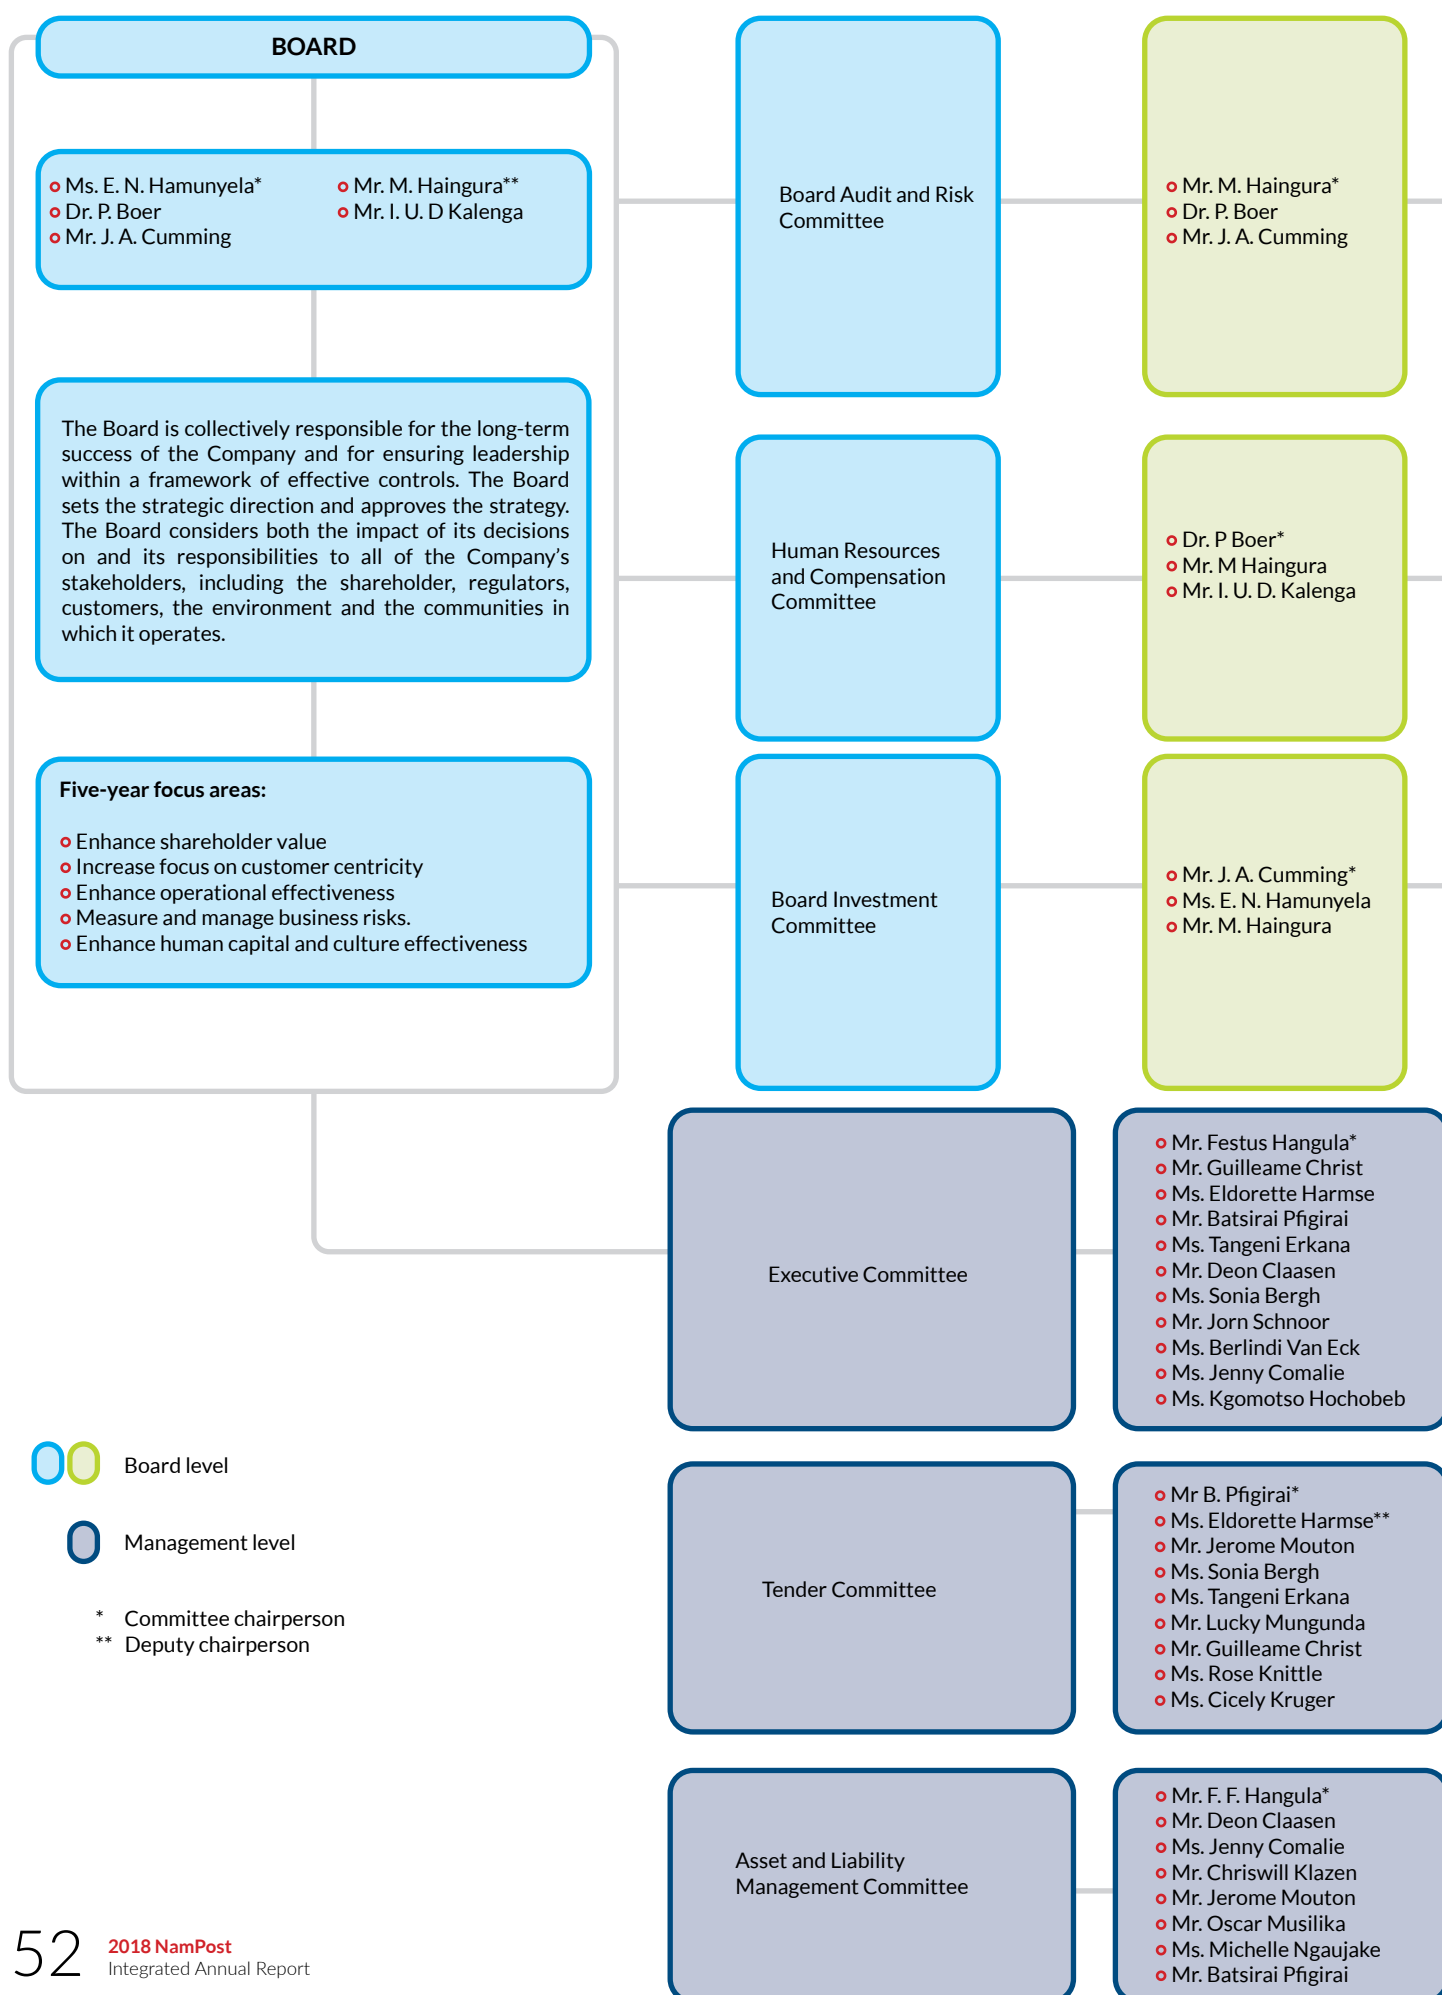 BOARD
Ms. E. N. Hamunyela*
Dr. P. Boer
Mr. J. A. Cumming
Mr. M. Haingura**
Mr. I. U. D Kalenga
The Board is collectively responsible for the long-term
success of the Company and for ensuring leadership
within a framework of effective controls. The Board
sets the strategic direction and approves the strategy.
The Board considers both the impact of its decisions
on and its responsibilities to all of the Company's
stakeholders, including the shareholder, regulators,
customers, the environment and the communities in
which it operates.
Five-year focus areas:
Enhance shareholder value
Increase focus on customer centricity
Enhance operational effectiveness
Measure and manage business risks.
Enhance human capital and culture effectiveness
Board Audit and Risk
Committee
Mr. M. Haingura*
Dr. P. Boer
Mr. J. A. Cumming
Human Resources
and Compensation
Committee
Dr. P Boer*
Mr. M Haingura
Mr. I. U. D. Kalenga
Board Investment
Committee
Mr. J. A. Cumming*
Ms. E. N. Hamunyela
Mr. M. Haingura
Executive Committee
Mr. Festus Hangula*
Mr. Guilleame Christ
Ms. Eldorette Harmse
Mr. Batsirai Pfigirai
Ms. Tangeni Erkana
Mr. Deon Claasen
Ms. Sonia Bergh
Mr. Jorn Schnoor
Ms. Berlindi Van Eck
Ms. Jenny Comalie
Ms. Kgomotso Hochobeb
Tender Committee
Mr B. Pfigirai*
Ms. Eldorette Harmse**
Mr. Jerome Mouton
Ms. Sonia Bergh
Ms. Tangeni Erkana
Mr. Lucky Mungunda
Mr. Guilleame Christ
Ms. Rose Knittle
Ms. Cicely Kruger
Asset and Liability
Management Committee
Mr. F. F. Hangula*
Mr. Deon Claasen
Ms. Jenny Comalie
Mr. Chriswill Klazen
Mr. Jerome Mouton
Mr. Oscar Musilika
Ms. Michelle Ngaujake
Mr. Batsirai Pfigirai
Board level
Management level
* Committee chairperson
** Deputy chairperson
52
2018 NamPost
Integrated Annual Report